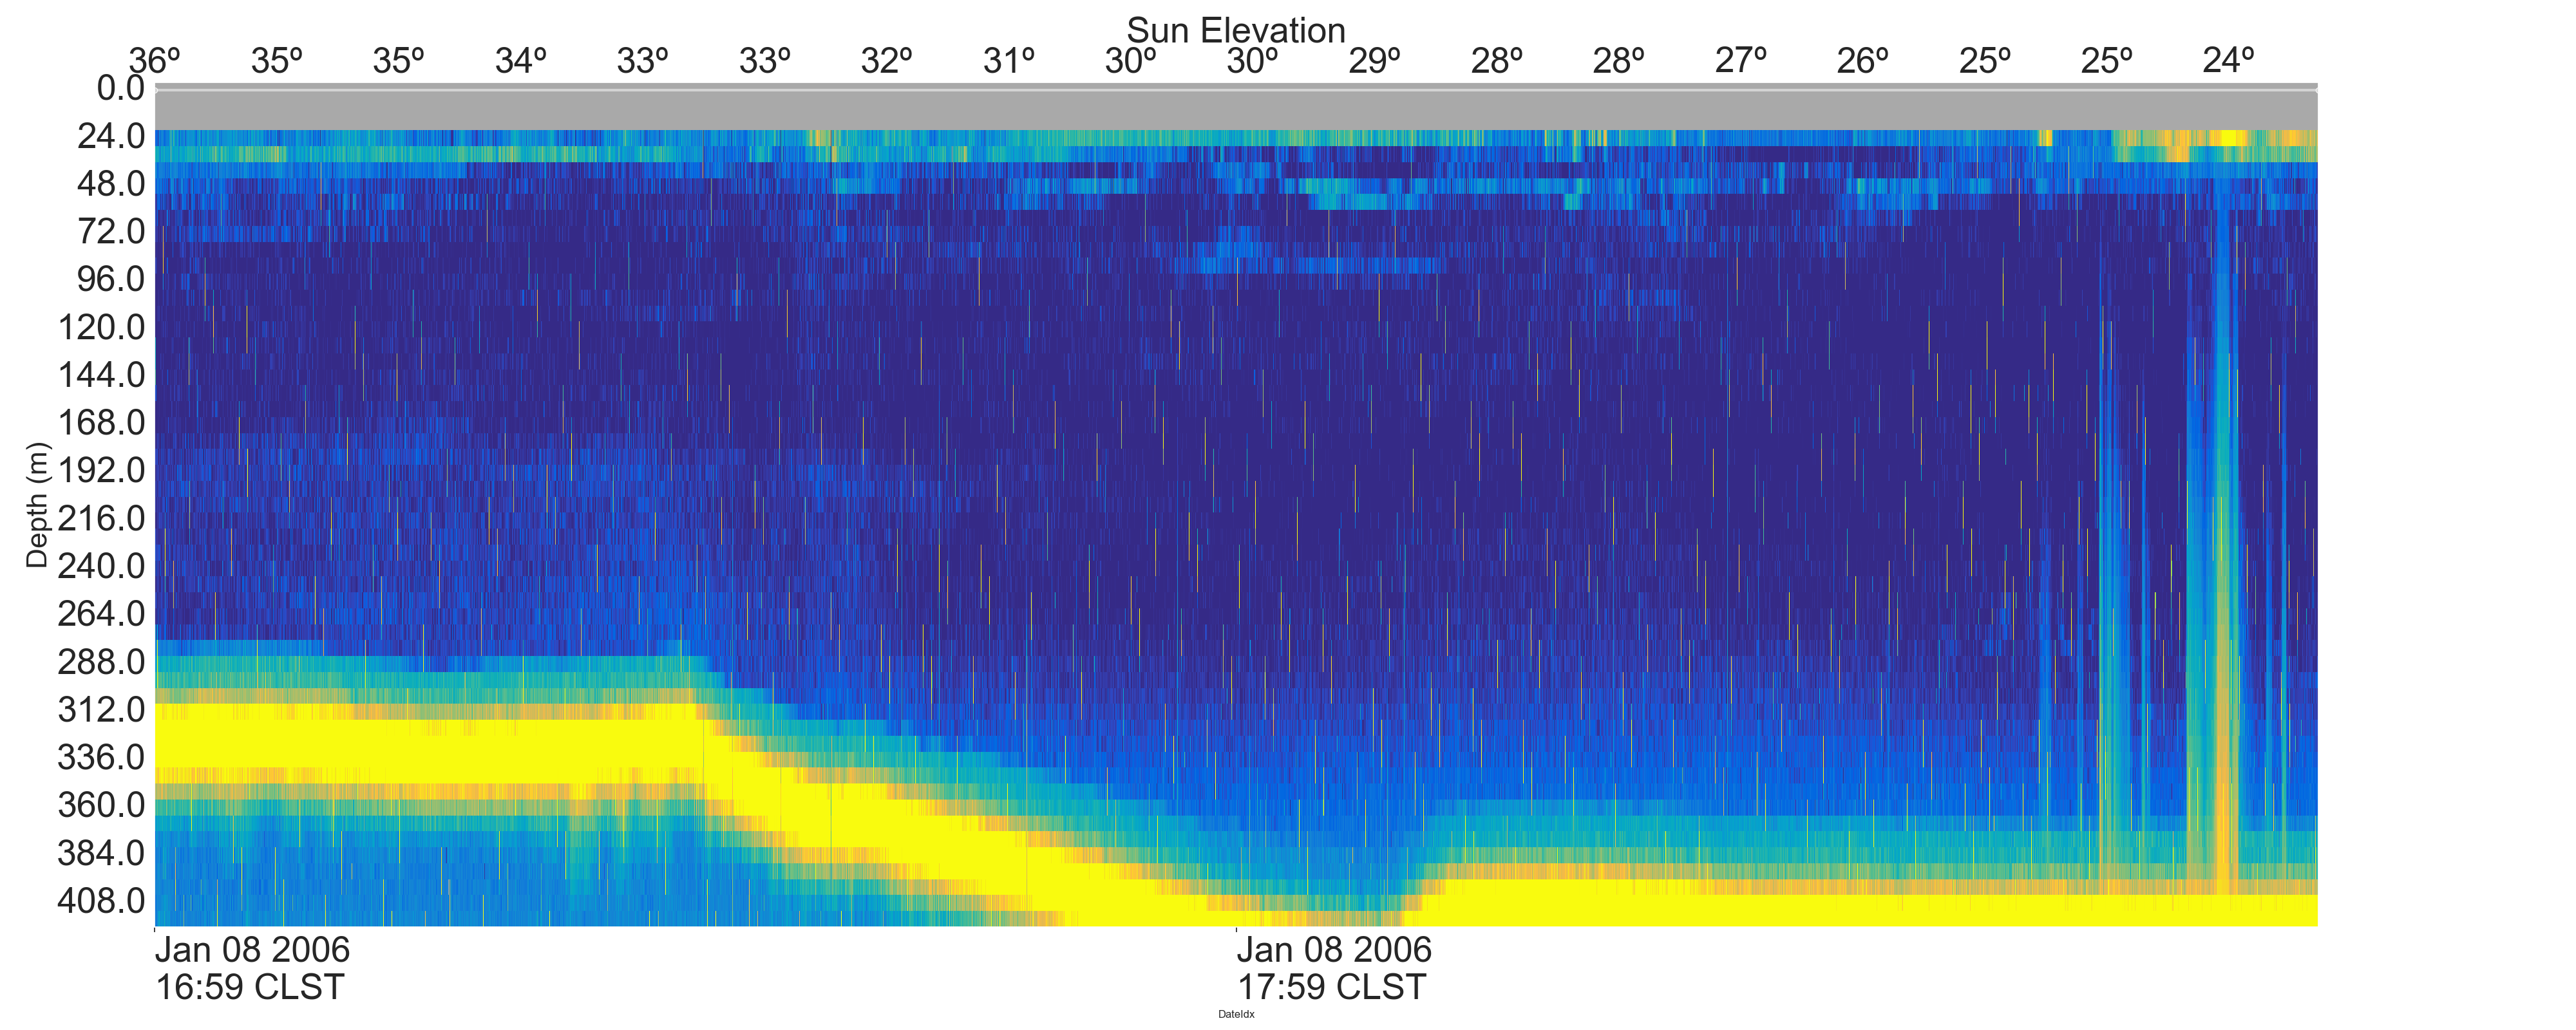 Sun Elevation
36º 35º 35º 34º 33º 33º 32º 31º 30º 30º 29º 28º 28º 27º 26º 25º 25º 24º
0.0
24.0
48.0
72.0
96.0
120.0
144.0
168.0
192.0
216.0
240.0
264.0
288.0
312.0
336.0
360.0
384.0
408.0
Depth (m)
Jan 08 2006
16:59 CLST
Jan 08 2006
17:59 CLST
DateIdx